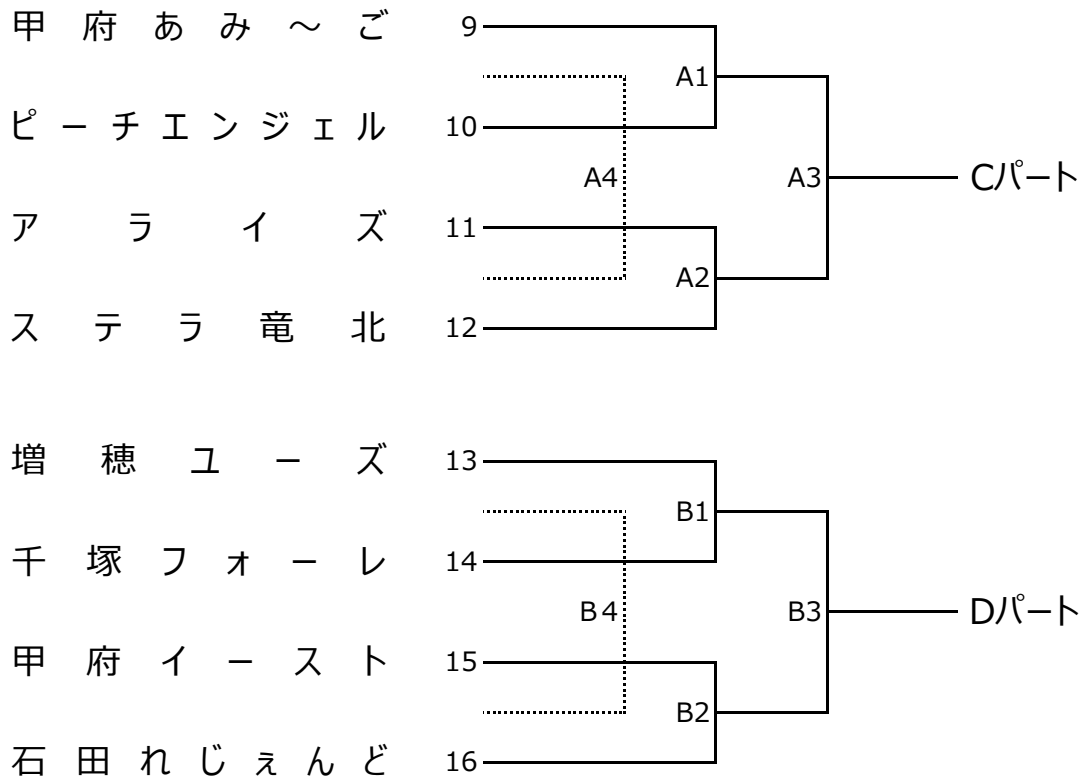 甲府あみ～ご 9
A1
ピーチエンジェル 10
A4 A3 Cパート
アライズ 11
A2
ステラ竜北 12
増穂ユーズ 13
B1
千塚フォーレ 14
B4 B3 Dパート
甲府イースト 15
B2
石田れじぇんど 16